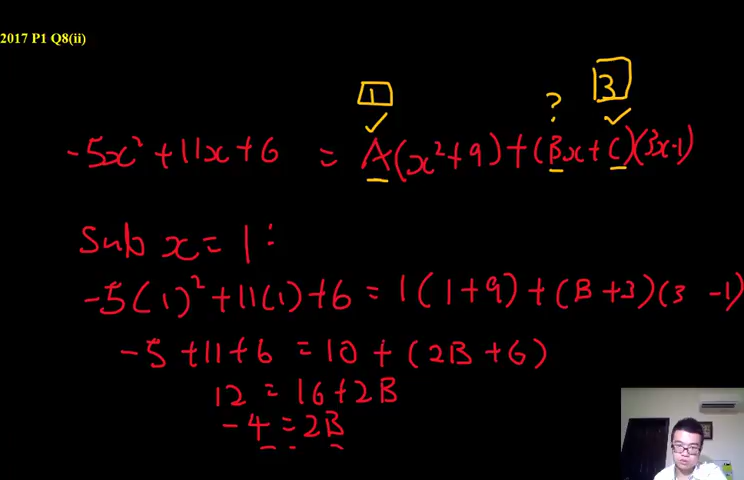 2017 P1 Q8(ii)
1 ? 3
-5x² + 11x + 6 = A(x² + 9) + (Bx + C)(3x - 1)
Sub x = 1 :
-5(1)² + 11(1) + 6 = 1(1 + 9) + (B + 3)(3 - 1)
-5 + 11 + 6 = 10 + (2B + 6)
12 = 16 + 2B
-4 = 2B